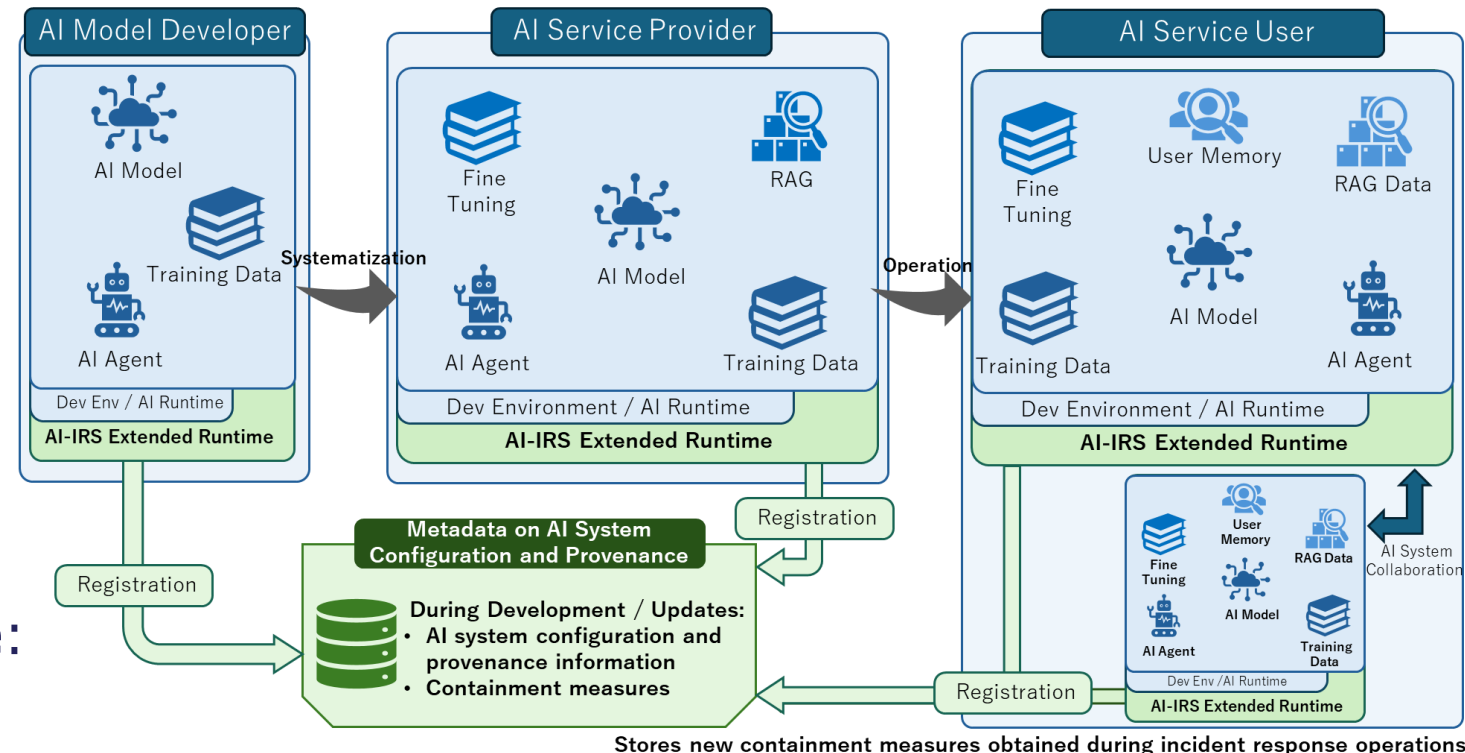 AI Model Developer
AI Model
Training Data
AI Agent
Dev Env / AI Runtime
AI-IRS Extended Runtime
Systematization
AI Service Provider
Fine
Tuning
RAG
AI Model
AI Agent
Training Data
Dev Environment / AI Runtime
AI-IRS Extended Runtime
Operation
AI Service User
Fine
Tuning
User Memory
RAG Data
AI Model
Training Data
AI Agent
Dev Environment / AI Runtime
AI-IRS Extended Runtime
User
Memory
Fine
Tuning
RAG Data
AI Model
AI Agent
Training
Data
Dev Env /AI Runtime
AI-IRS Extended Runtime
AI System
Collaboration
Registration
Registration
Registration
Metadata on AI System
Configuration and Provenance
During Development / Updates:
• AI system configuration and
provenance information
• Containment measures
e:
Stores new containment measures obtained during incident response operations